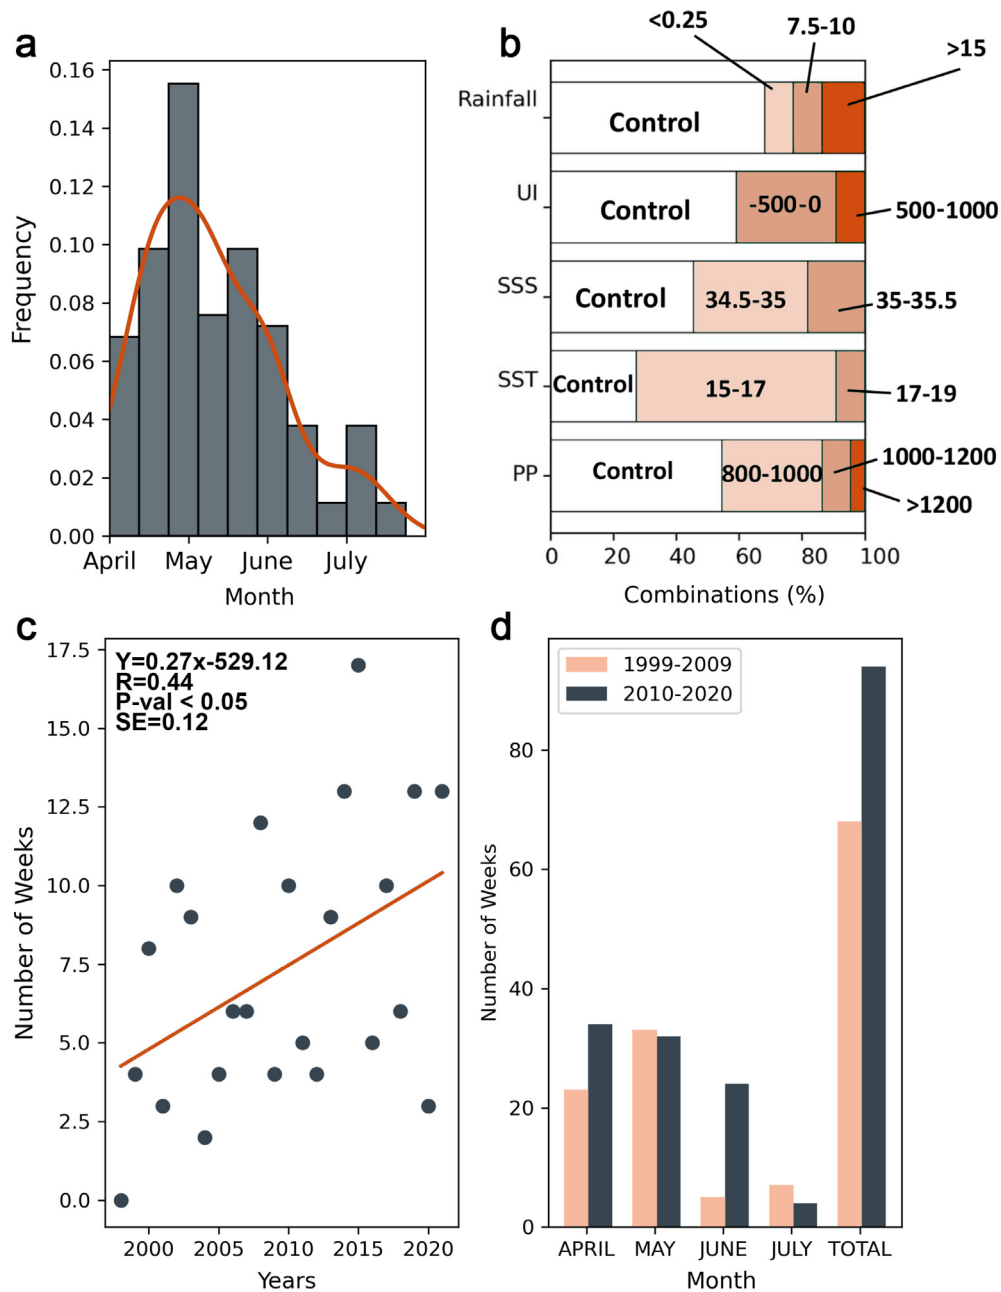 a
0.16
0.14
0.12
0.10
0.08
0.06
0.04
0.02
0.00
Frequency
April May June July
Month
b
<0.25 7.5-10 >15
Rainfall Control
UI Control -500-0 500-1000
SSS Control 34.5-35 35-35.5
SST Control 15-17 17-19
PP Control 800-1000 1000-1200
>1200
0 20 40 60 80 100
Combinations (%)
c
Y=0.27x-529.12
R=0.44
P-val < 0.05
SE=0.12
17.5
15.0
12.5
10.0
7.5
5.0
2.5
0.0
Number of Weeks
2000 2005 2010 2015 2020
Years
d
1999-2009
2010-2020
80
60
40
20
0
Number of Weeks
APRIL MAY JUNE JULY TOTAL
Month